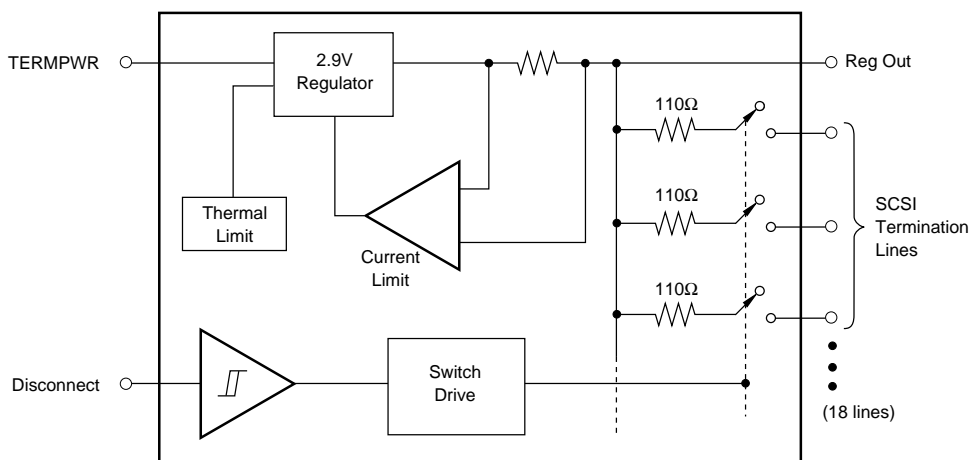 TERMPWR
2.9V
Regulator
Reg Out
110Ω
110Ω
110Ω
Thermal
Limit
Current
Limit
SCSI
Termination
Lines
Disconnect
Switch
Drive
(18 lines)